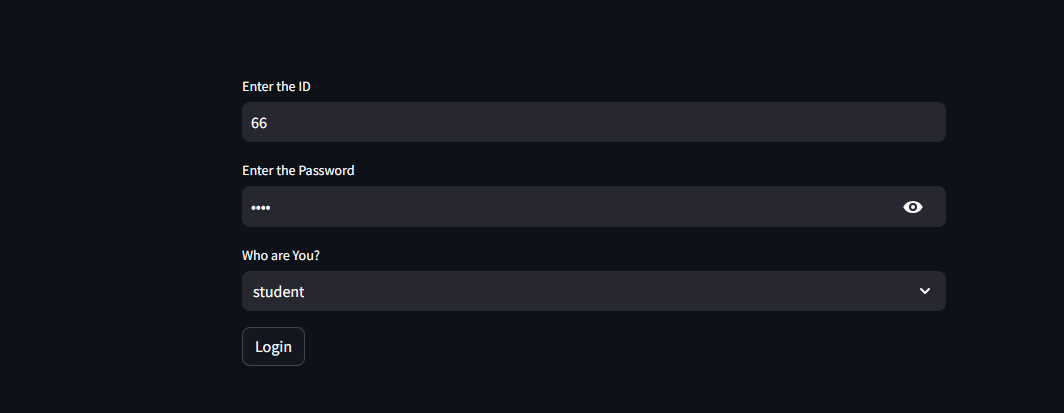 Enter the ID
66
Enter the Password
••••
Who are You?
student
Login